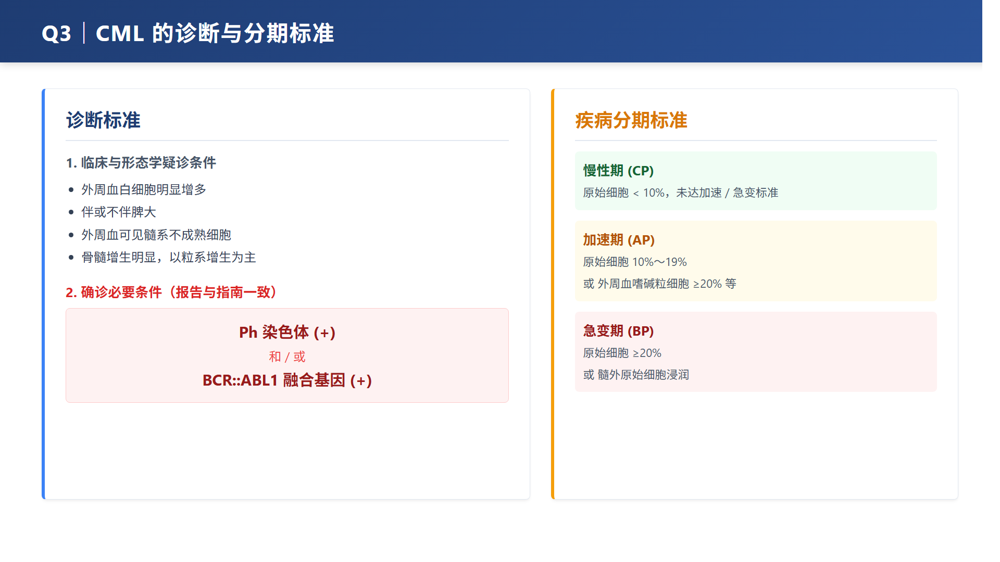 Q3｜CML 的诊断与分期标准
诊断标准
1. 临床与形态学疑诊条件
• 外周血白细胞明显增多
• 伴或不伴脾大
• 外周血可见髓系不成熟细胞
• 骨髓增生明显，以粒系增生为主
2. 确诊必要条件（报告与指南一致）
Ph 染色体 (+)
和 / 或
BCR::ABL1 融合基因 (+)
疾病分期标准
慢性期 (CP)
原始细胞 < 10%，未达加速 / 急变标准
加速期 (AP)
原始细胞 10%～19%
或 外周血嗜碱粒细胞 ≥20% 等
急变期 (BP)
原始细胞 ≥20%
或 髓外原始细胞浸润